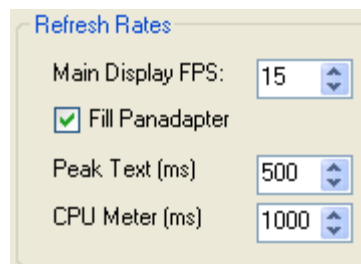 Refresh Rates
Main Display FPS: 15
Fill Panadapter
Peak Text (ms) 500
CPU Meter (ms) 1000